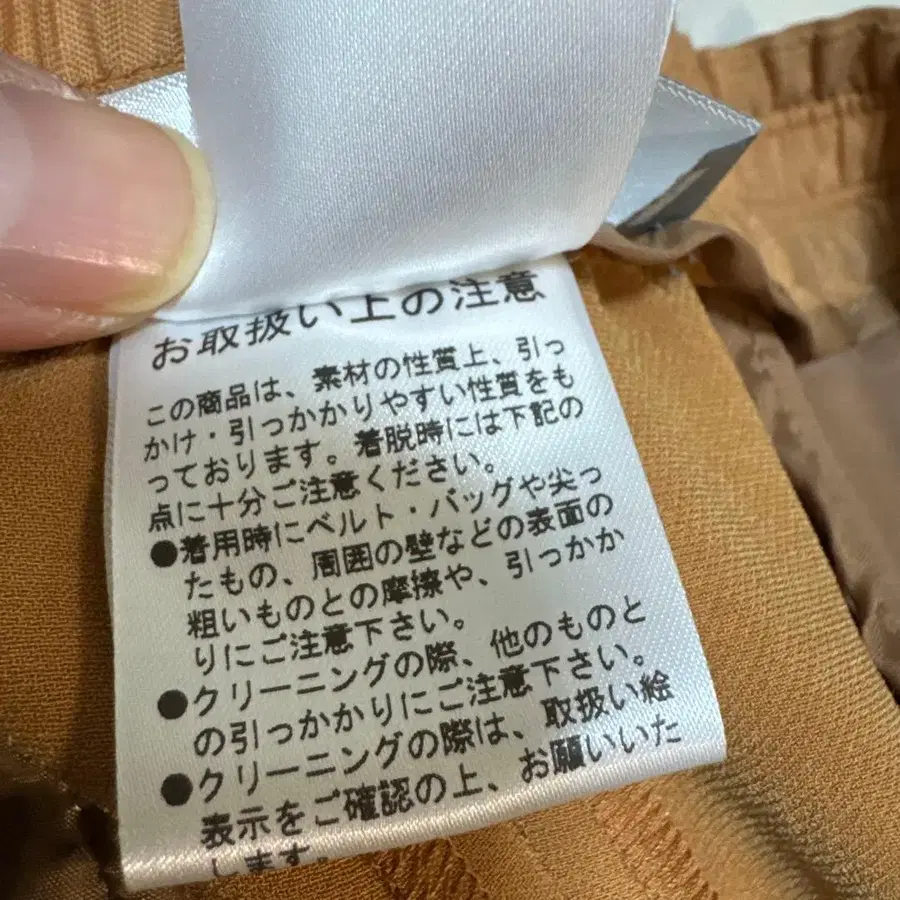 お取扱い上の注意
この商品は、素材の性質上、引っ
かけ・引っかかりやすい性質をも
っております。着脱時には下記の
点に十分ご注意ください。
●着用時にベルト・バッグや尖っ
たもの、周囲の壁などの表面の
粗いものとの摩擦や、引っかか
りにご注意下さい。
●クリーニングの際、他のものと
の引っかかりにご注意下さい。
●クリーニングの際は、取扱い絵
表示をご確認の上、お願いいた
します。